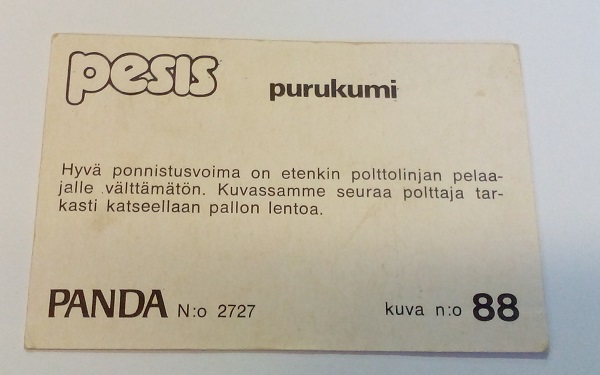 pesis purukumi
Hyvä ponnistusvoima on etenkin polttolinjan pelaa-
jalle välttämätön. Kuvassamme seuraa polttaja tar-
kasti katseellaan pallon lentoa.
PANDA N:o 2727 kuva n:o 88